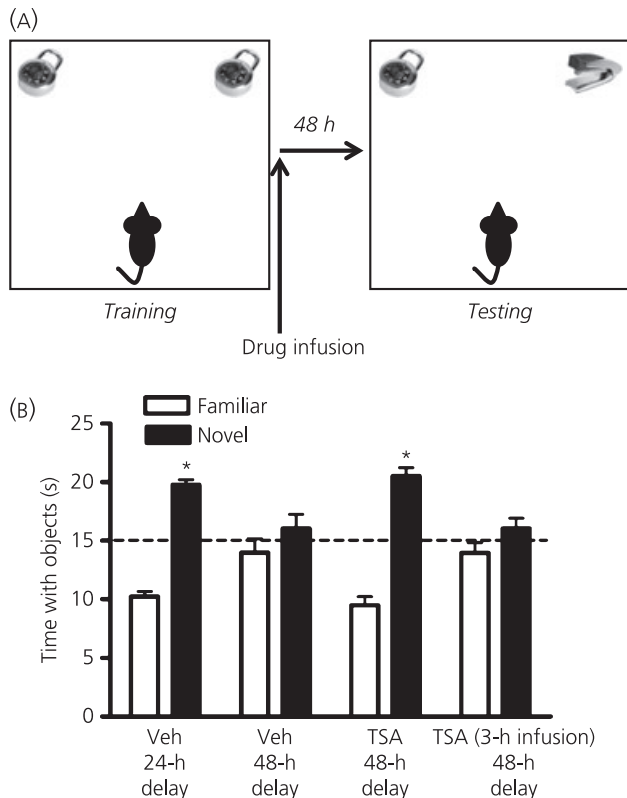 (A)
48 h
Training
Testing
Drug infusion
(B)
Familiar
Novel
25
20
15
10
5
0
Time with objects (s)
*
*
Veh Veh TSA TSA (3-h infusion)
24-h 48-h 48-h 48-h
delay delay delay delay